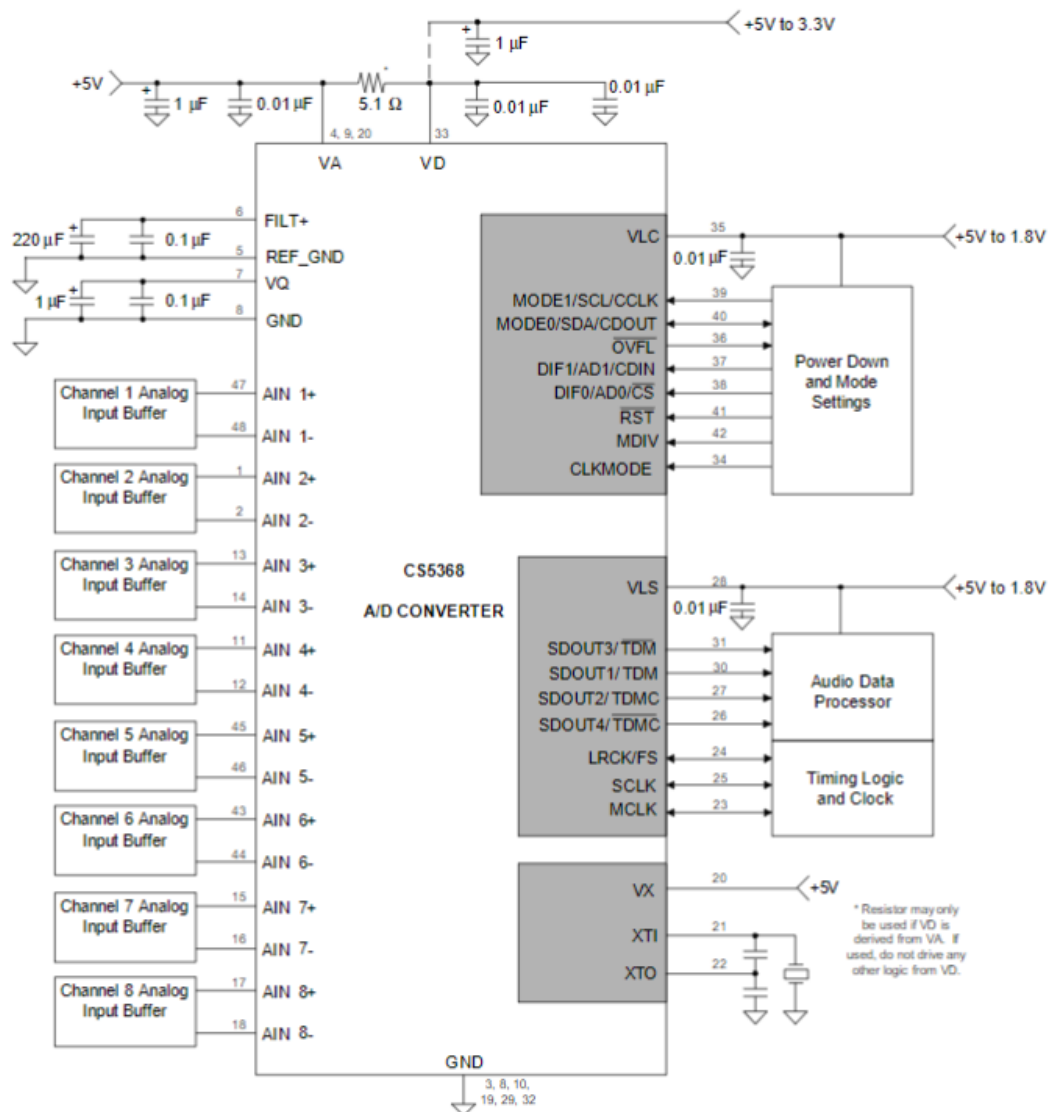 +5V to 3.3V
+
1 µF
+5V
+
1 µF
0.01 µF
*
5.1 Ω
0.01 µF
0.01 µF
4, 9, 20
33
VA
VD
6
FILT+
220 µF
+
0.1 µF
5
REF_GND
7
VQ
1 µF
+
0.1 µF
8
GND
Channel 1 Analog
Input Buffer
47
AIN 1+
48
AIN 1-
Channel 2 Analog
Input Buffer
1
AIN 2+
2
AIN 2-
Channel 3 Analog
Input Buffer
13
AIN 3+
14
AIN 3-
Channel 4 Analog
Input Buffer
11
AIN 4+
12
AIN 4-
Channel 5 Analog
Input Buffer
45
AIN 5+
46
AIN 5-
Channel 6 Analog
Input Buffer
43
AIN 6+
44
AIN 6-
Channel 7 Analog
Input Buffer
15
AIN 7+
16
AIN 7-
Channel 8 Analog
Input Buffer
17
AIN 8+
18
AIN 8-
CS5368
A/D CONVERTER
VLC
35
0.01 µF
+5V to 1.8V
MODE1/SCL/CCLK
39
MODE0/SDA/CDOUT
40
OVFL
36
DIF1/AD1/CDIN
37
DIF0/AD0/CS
38
RST
41
MDIV
42
CLKMODE
34
Power Down
and Mode
Settings
VLS
28
0.01 µF
+5V to 1.8V
SDOUT3/TDM
31
SDOUT1/TDM
30
SDOUT2/TDMC
27
SDOUT4/TDMC
26
Audio Data
Processor
LRCK/FS
24
SCLK
25
MCLK
23
Timing Logic
and Clock
VX
20
+5V
XTI
21
XTO
22
* Resistor may only
be used if VD is
derived from VA. If
used, do not drive any
other logic from VD.
GND
3, 8, 10,
19, 29, 32